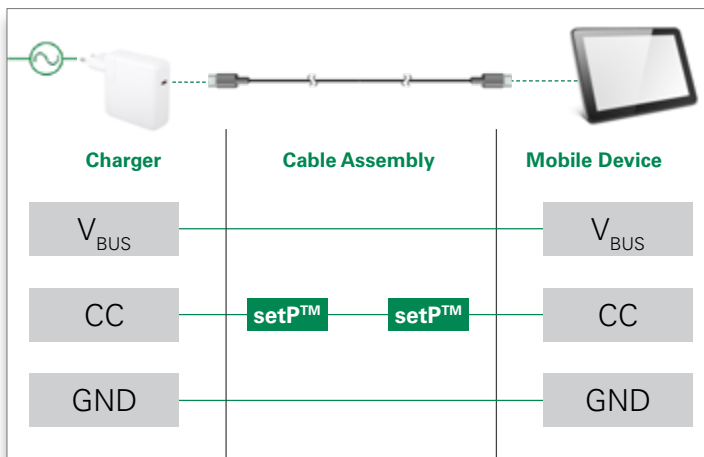 Charger Cable Assembly Mobile Device
VBUS VBUS
CC setP™ setP™ CC
GND GND